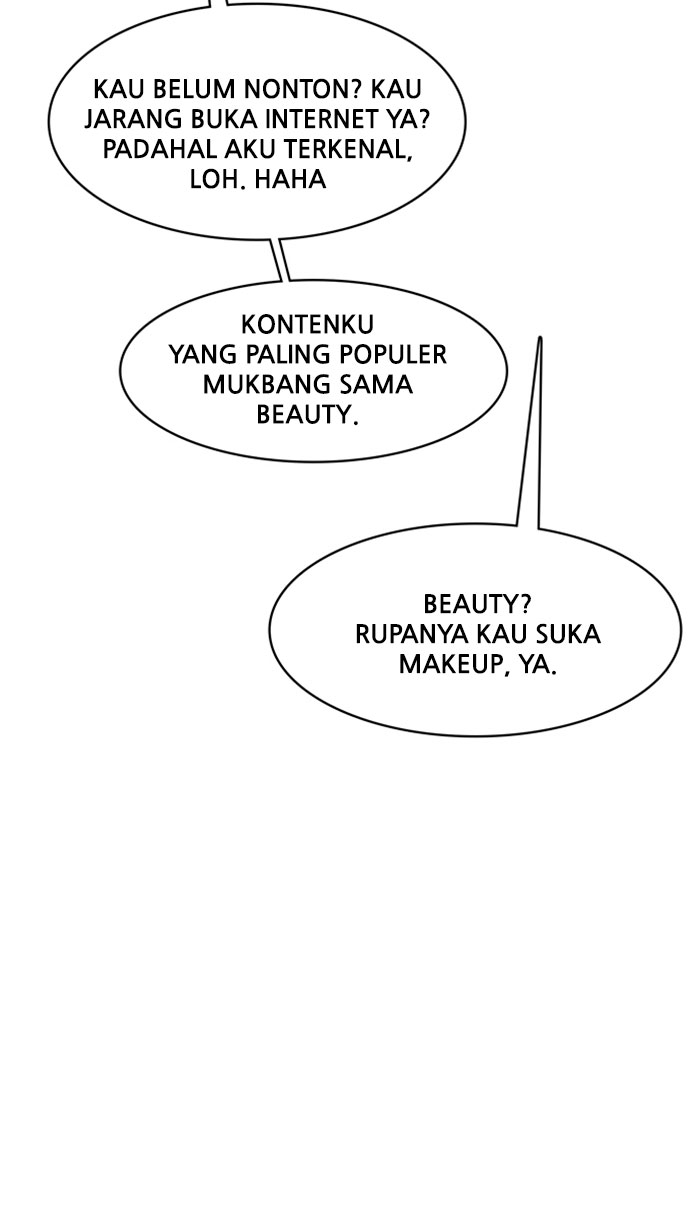 KAU BELUM NONTON? KAU
JARANG BUKA INTERNET YA?
PADAHAL AKU TERKENAL,
LOH. HAHA
KONTENKU
YANG PALING POPULER
MUKBANG SAMA
BEAUTY.
BEAUTY?
RUPANYA KAU SUKA
MAKEUP, YA.